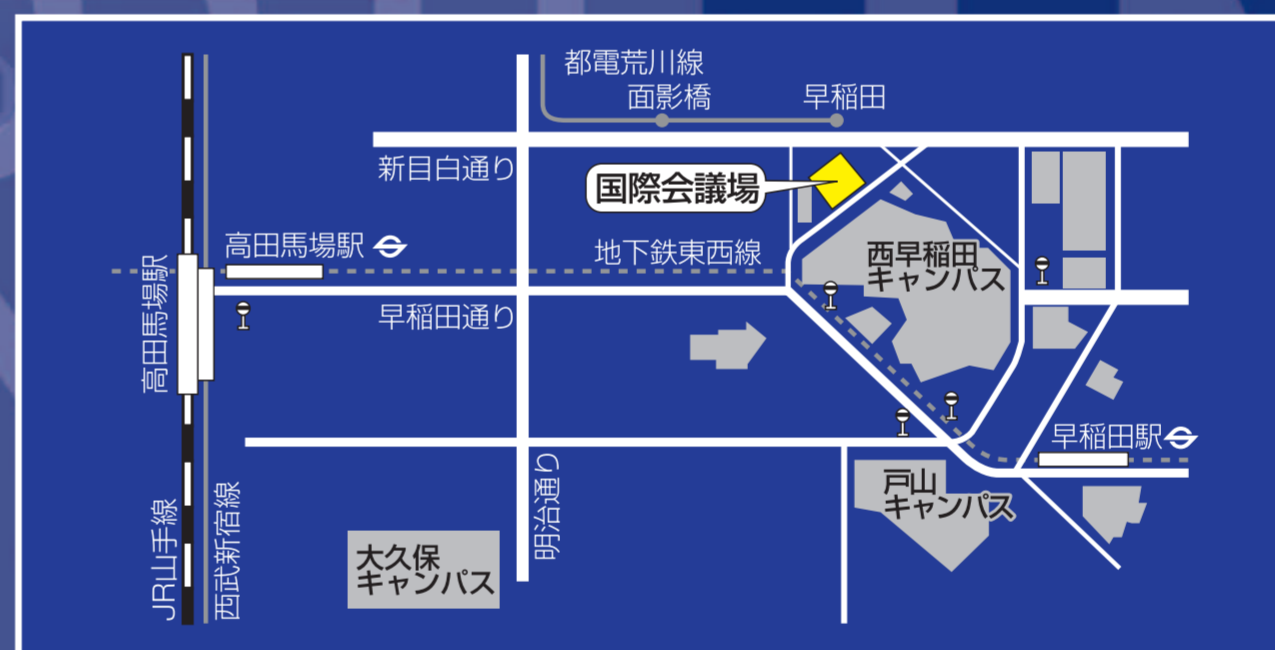 都電荒川線
面影橋
早稲田
新目白通り
国際会議場
高田馬場駅
地下鉄東西線
西早稲田
キャンパス
高田馬場駅
早稲田通り
早稲田駅
明治通り
戸山
キャンパス
JR山手線
西武新宿線
大久保
キャンパス